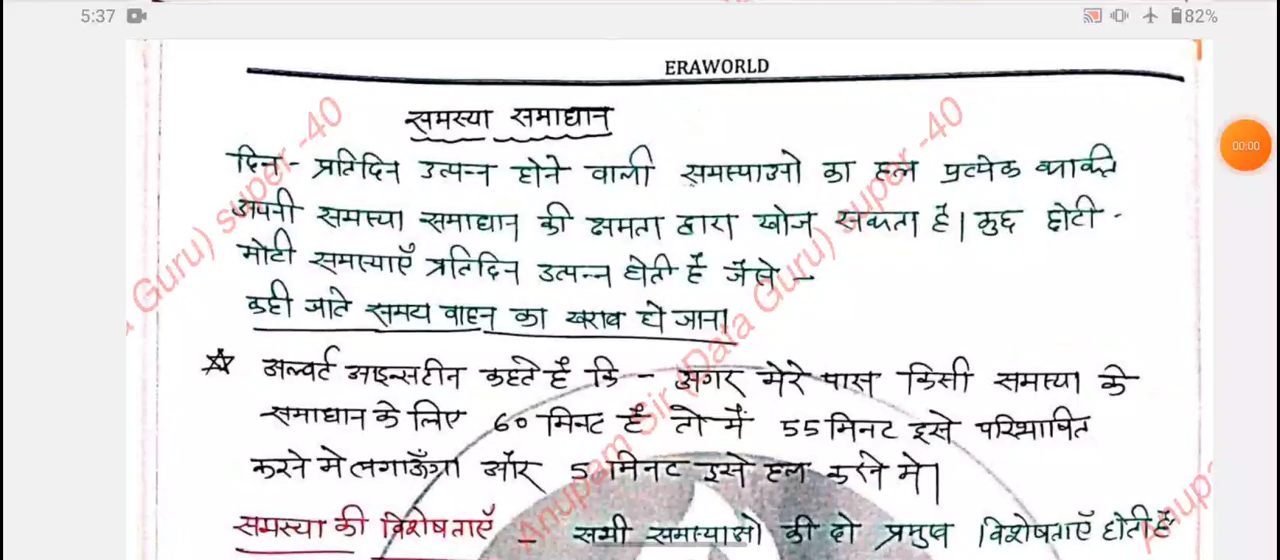 5:37
82%
ERAWORLD
समस्या समाधान
दिन - प्रतिदिन उत्पन्न होने वाली समस्याओ का हल प्रत्येक व्यक्ति
अपनी समस्या समाधान की क्षमता द्वारा खोज सकता है। कुछ छोटी -
मोटी समस्याएँ प्रतिदिन उत्पन्न होती है जैसे -
कही जाते समय वाहन का खराब हो जाना।
00:00
☆ अल्बर्ट आइन्सटीन कहते है कि - अगर मेरे पास किसी समस्या के
समाधान के लिए 60 मिनट है तो मैं 55 मिनट इसे परिभाषित
करने मे लगाऊँगा और 5 मिनट इसे हल करने मे।
समस्या की विशेषताएँ - सभी समस्याओ की दो प्रमुख विशेषताएँ होती है
Anupam Sir (Data Guru) super -40